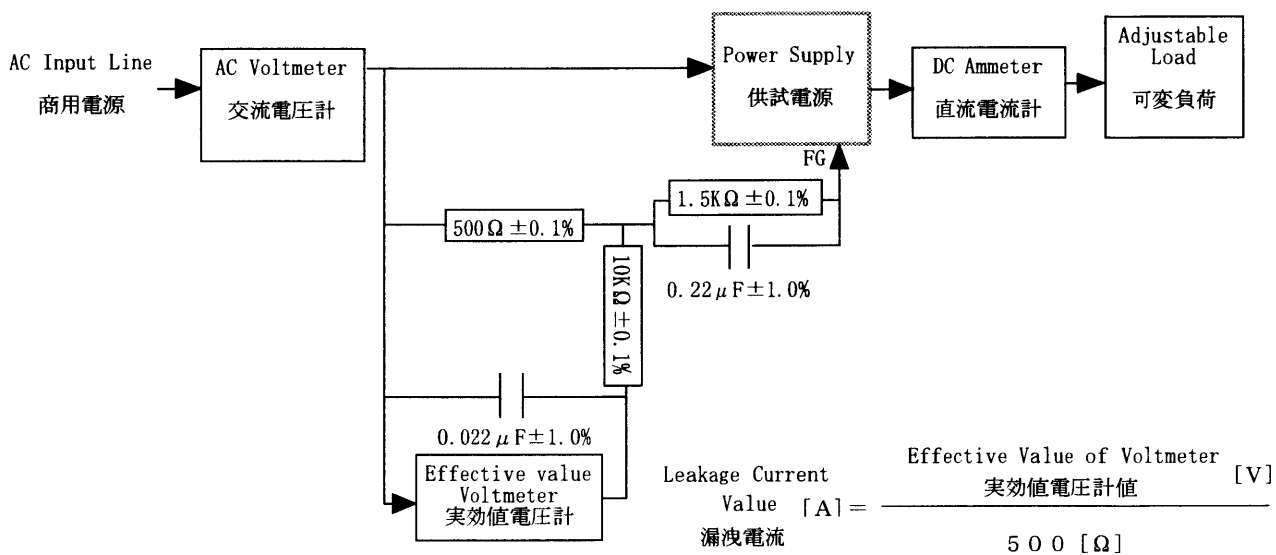 AC Input Line
商用電源
AC Voltmeter
交流電圧計
Power Supply
供試電源
DC Ammeter
直流電流計
Adjustable
Load
可変負荷
FG
500Ω±0.1%
1.5KΩ±0.1%
10KΩ±0.1%
0.22μF±1.0%
0.022μF±1.0%
Effective value
Voltmeter
実効値電圧計
Leakage Current
Value [A]=
漏洩電流
Effective Value of Voltmeter
実効値電圧計値 [V]
500[Ω]